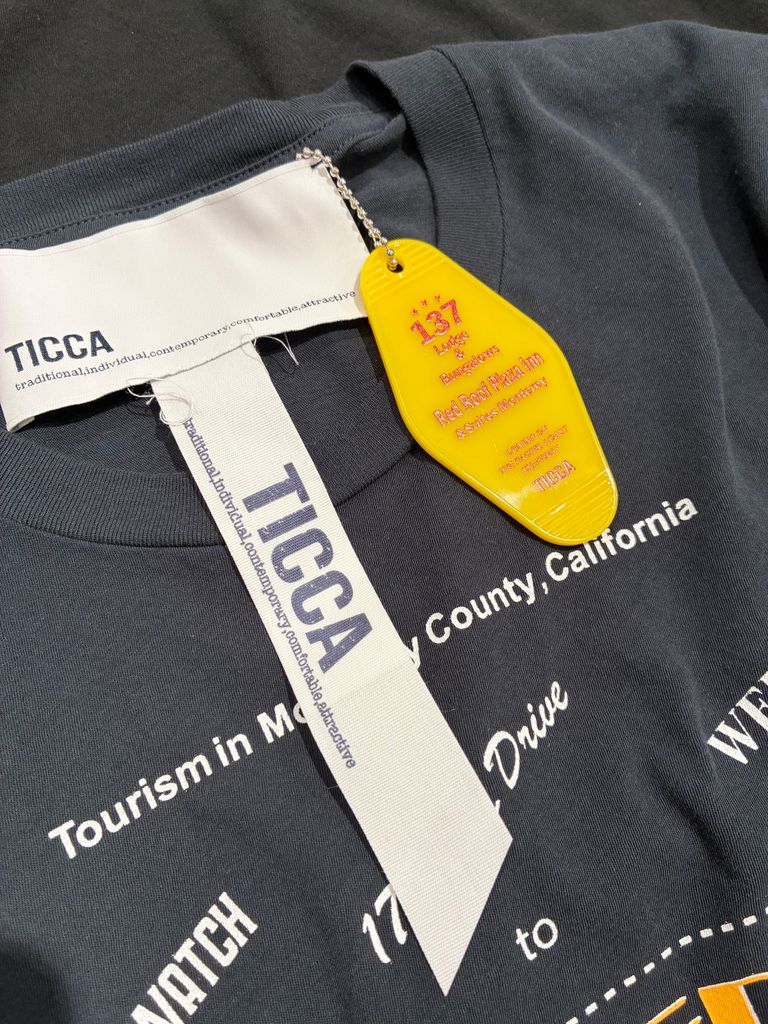 TICCA
traditional,individual,contemporary,comfortable,attractive
137
Lodge
&
Bungalows
Red Roof Plaza Inn
& Suites Monterey
TICCA
TICCA
traditional,individual,contemporary,comfortable,attractive
Tourism in Mo y County,California
17 Drive
to
WATCH
WE